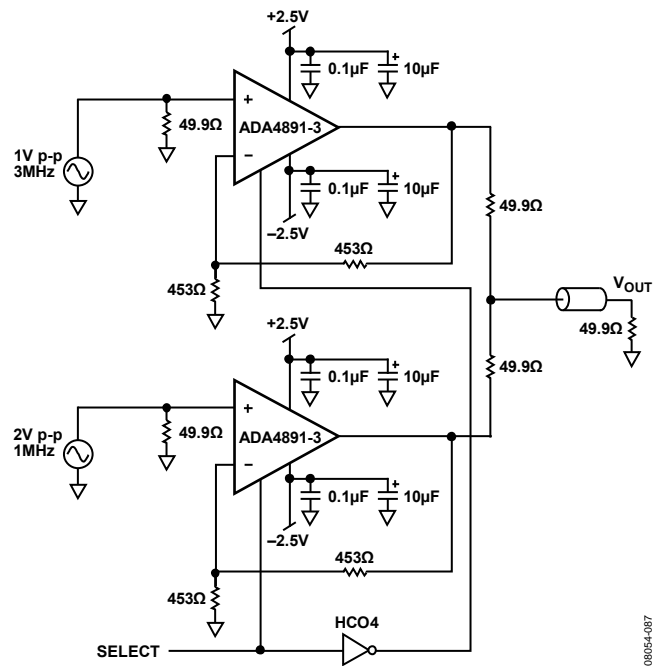 +2.5V
0.1µF
10µF
+
+
ADA4891-3
−
49.9Ω
1V p-p
3MHz
+
0.1µF
10µF
−2.5V
49.9Ω
453Ω
453Ω
VOUT
49.9Ω
+2.5V
+
0.1µF
10µF
49.9Ω
+
ADA4891-3
−
49.9Ω
2V p-p
1MHz
+
0.1µF
10µF
−2.5V
453Ω
453Ω
HCO4
SELECT
08054-087